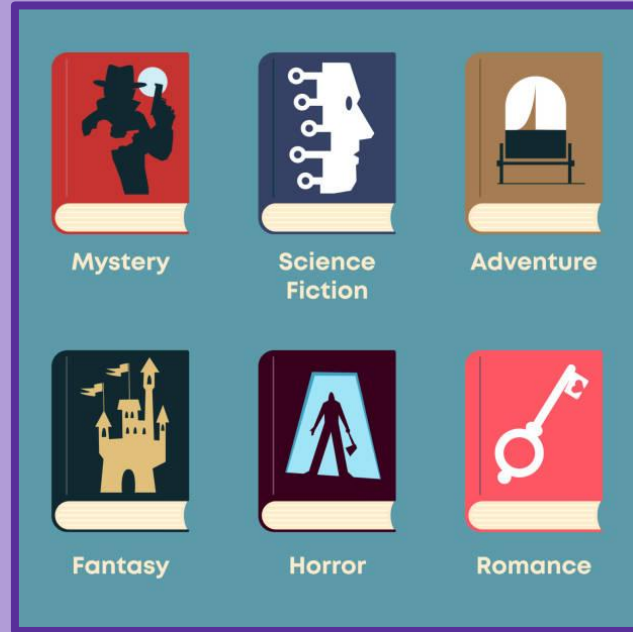 Mystery
Science
Fiction
Adventure
Fantasy
Horror
Romance